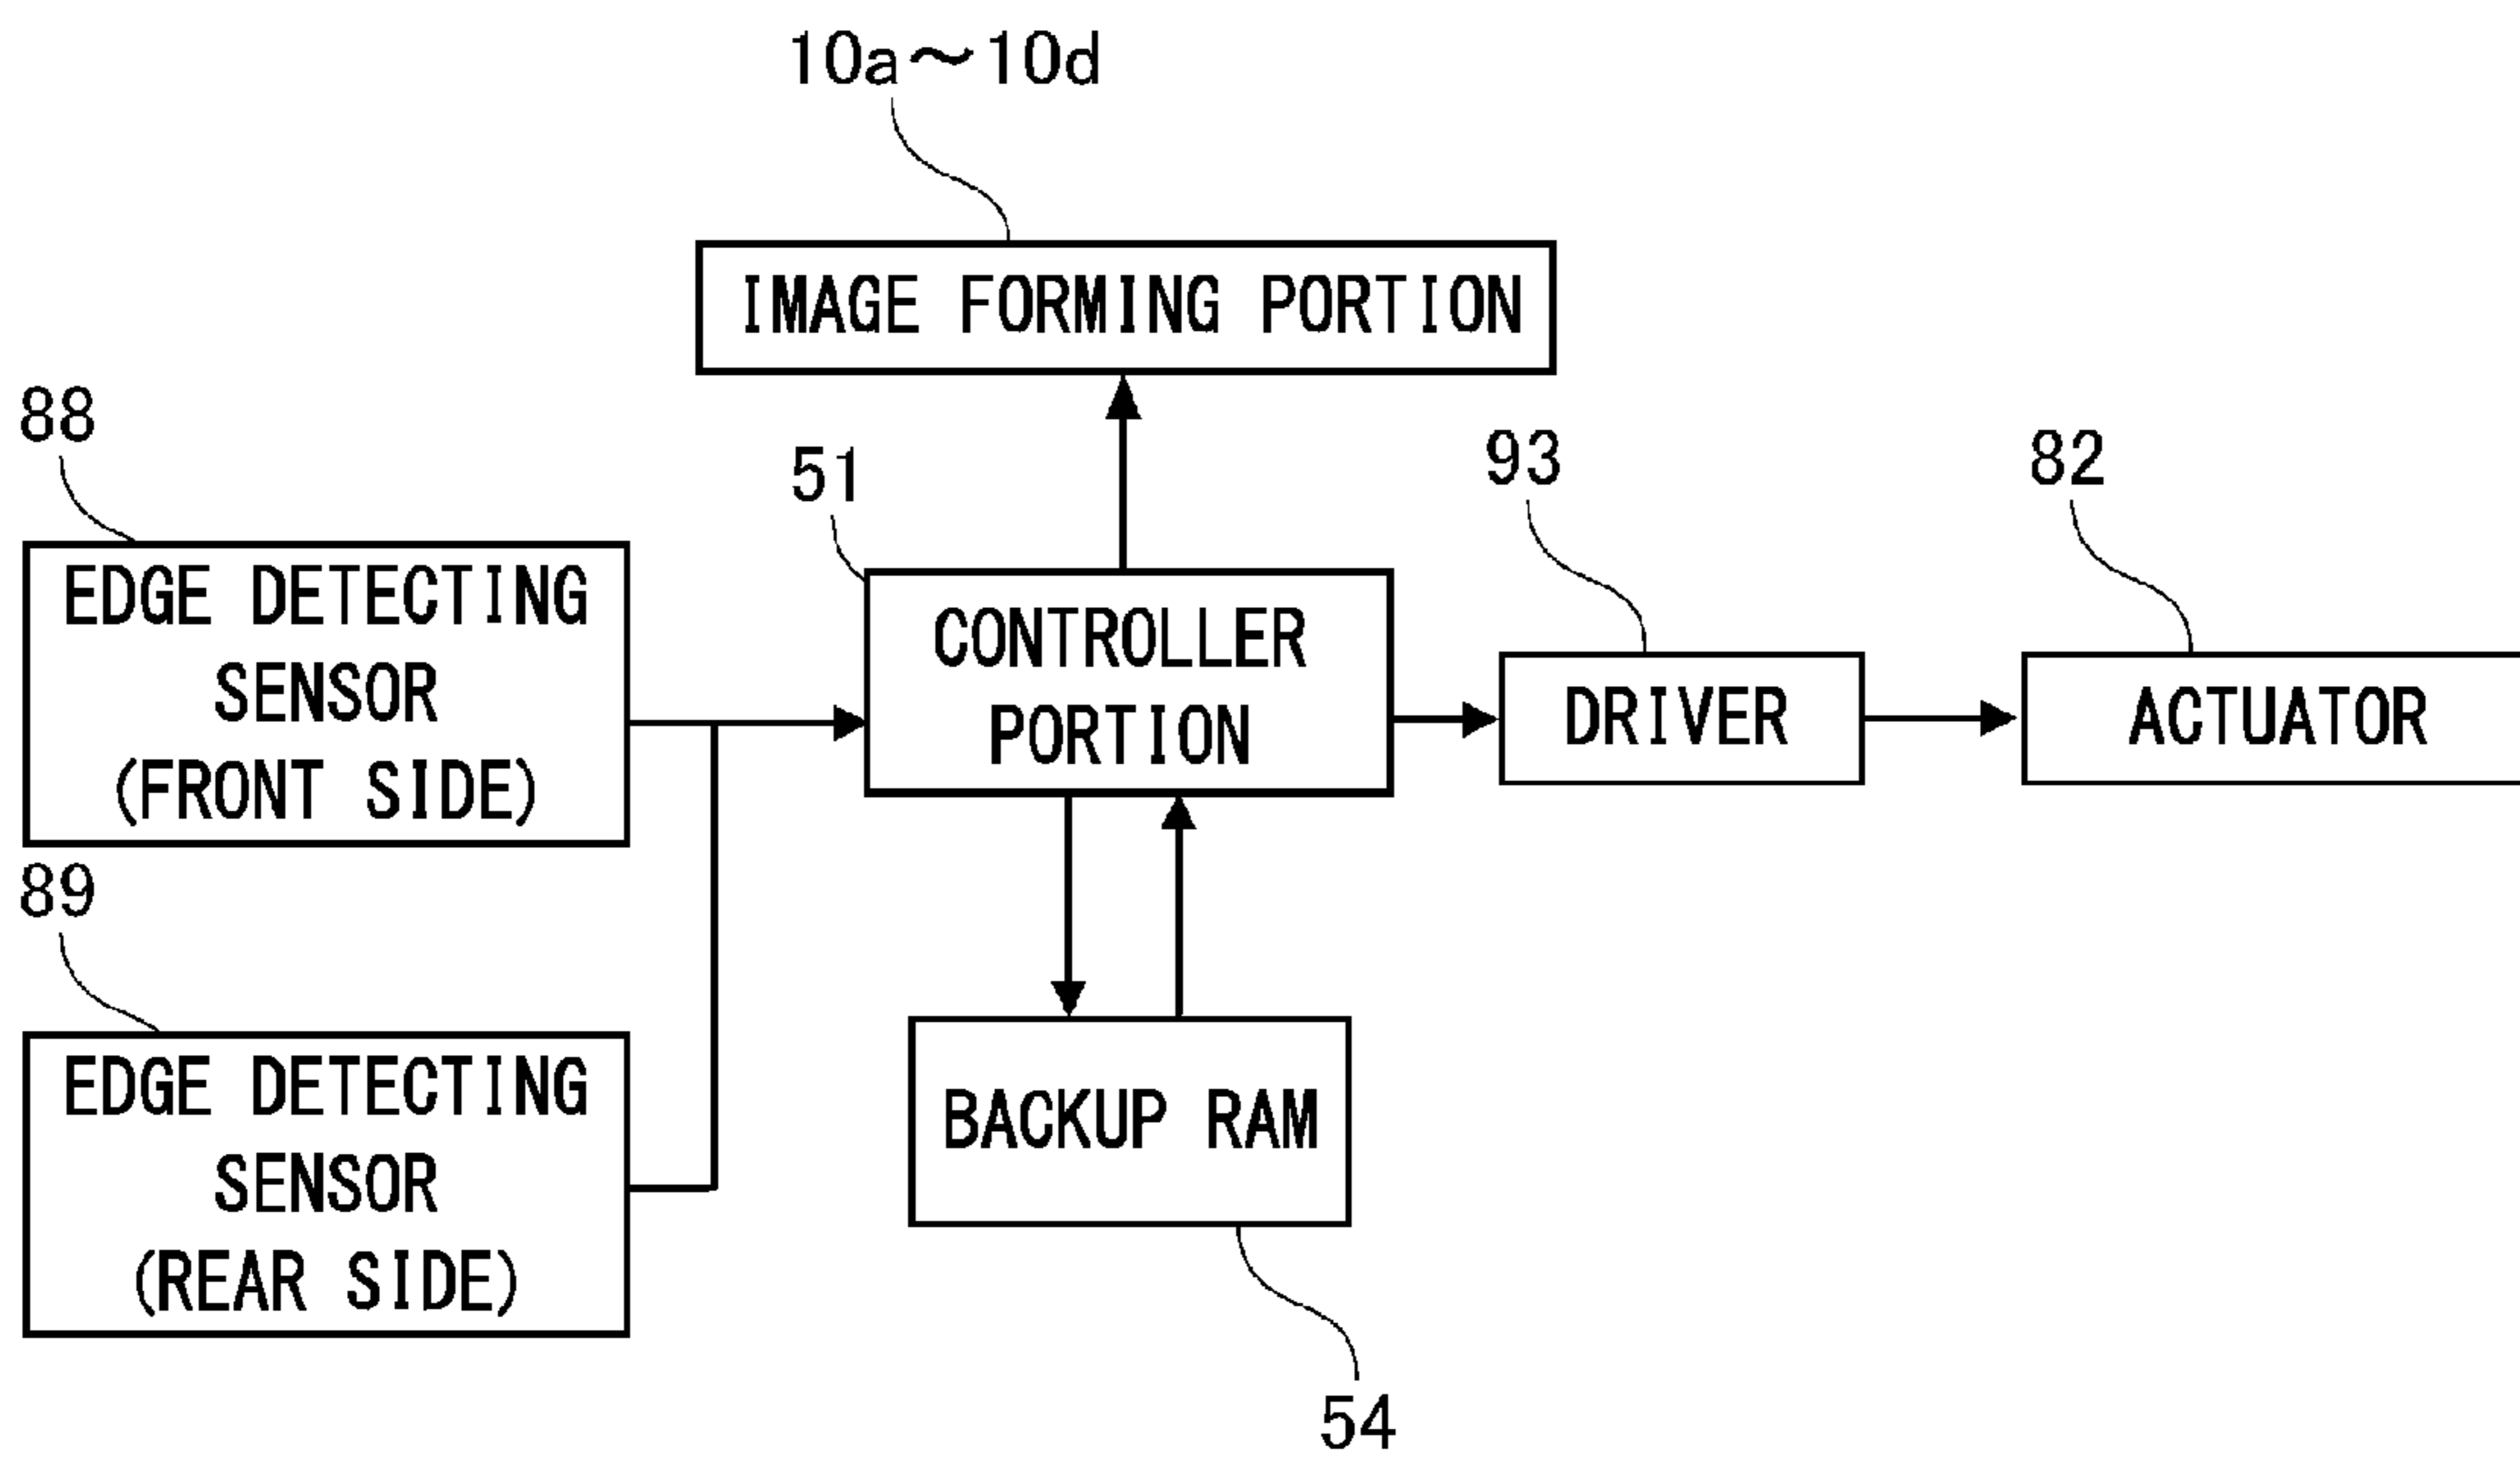 10a～10d
IMAGE FORMING PORTION
88
EDGE DETECTING
SENSOR
(FRONT SIDE)
51
CONTROLLER
PORTION
93
DRIVER
82
ACTUATOR
89
EDGE DETECTING
SENSOR
(REAR SIDE)
BACKUP RAM
54